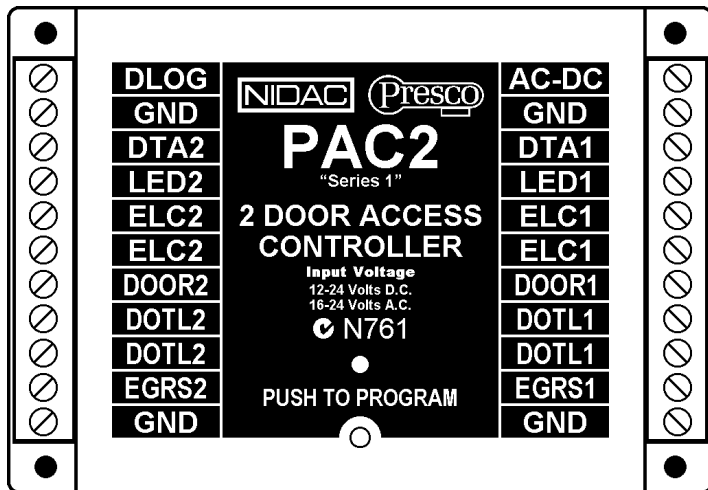 DLOG
GND
DTA2
LED2
ELC2
ELC2
DOOR2
DOTL2
DOTL2
EGRS2
GND
NIDAC Presco
PAC2
"Series 1"
2 DOOR ACCESS
CONTROLLER
Input Voltage
12-24 Volts D.C.
16-24 Volts A.C.
N761
PUSH TO PROGRAM
AC-DC
GND
DTA1
LED1
ELC1
ELC1
DOOR1
DOTL1
DOTL1
EGRS1
GND